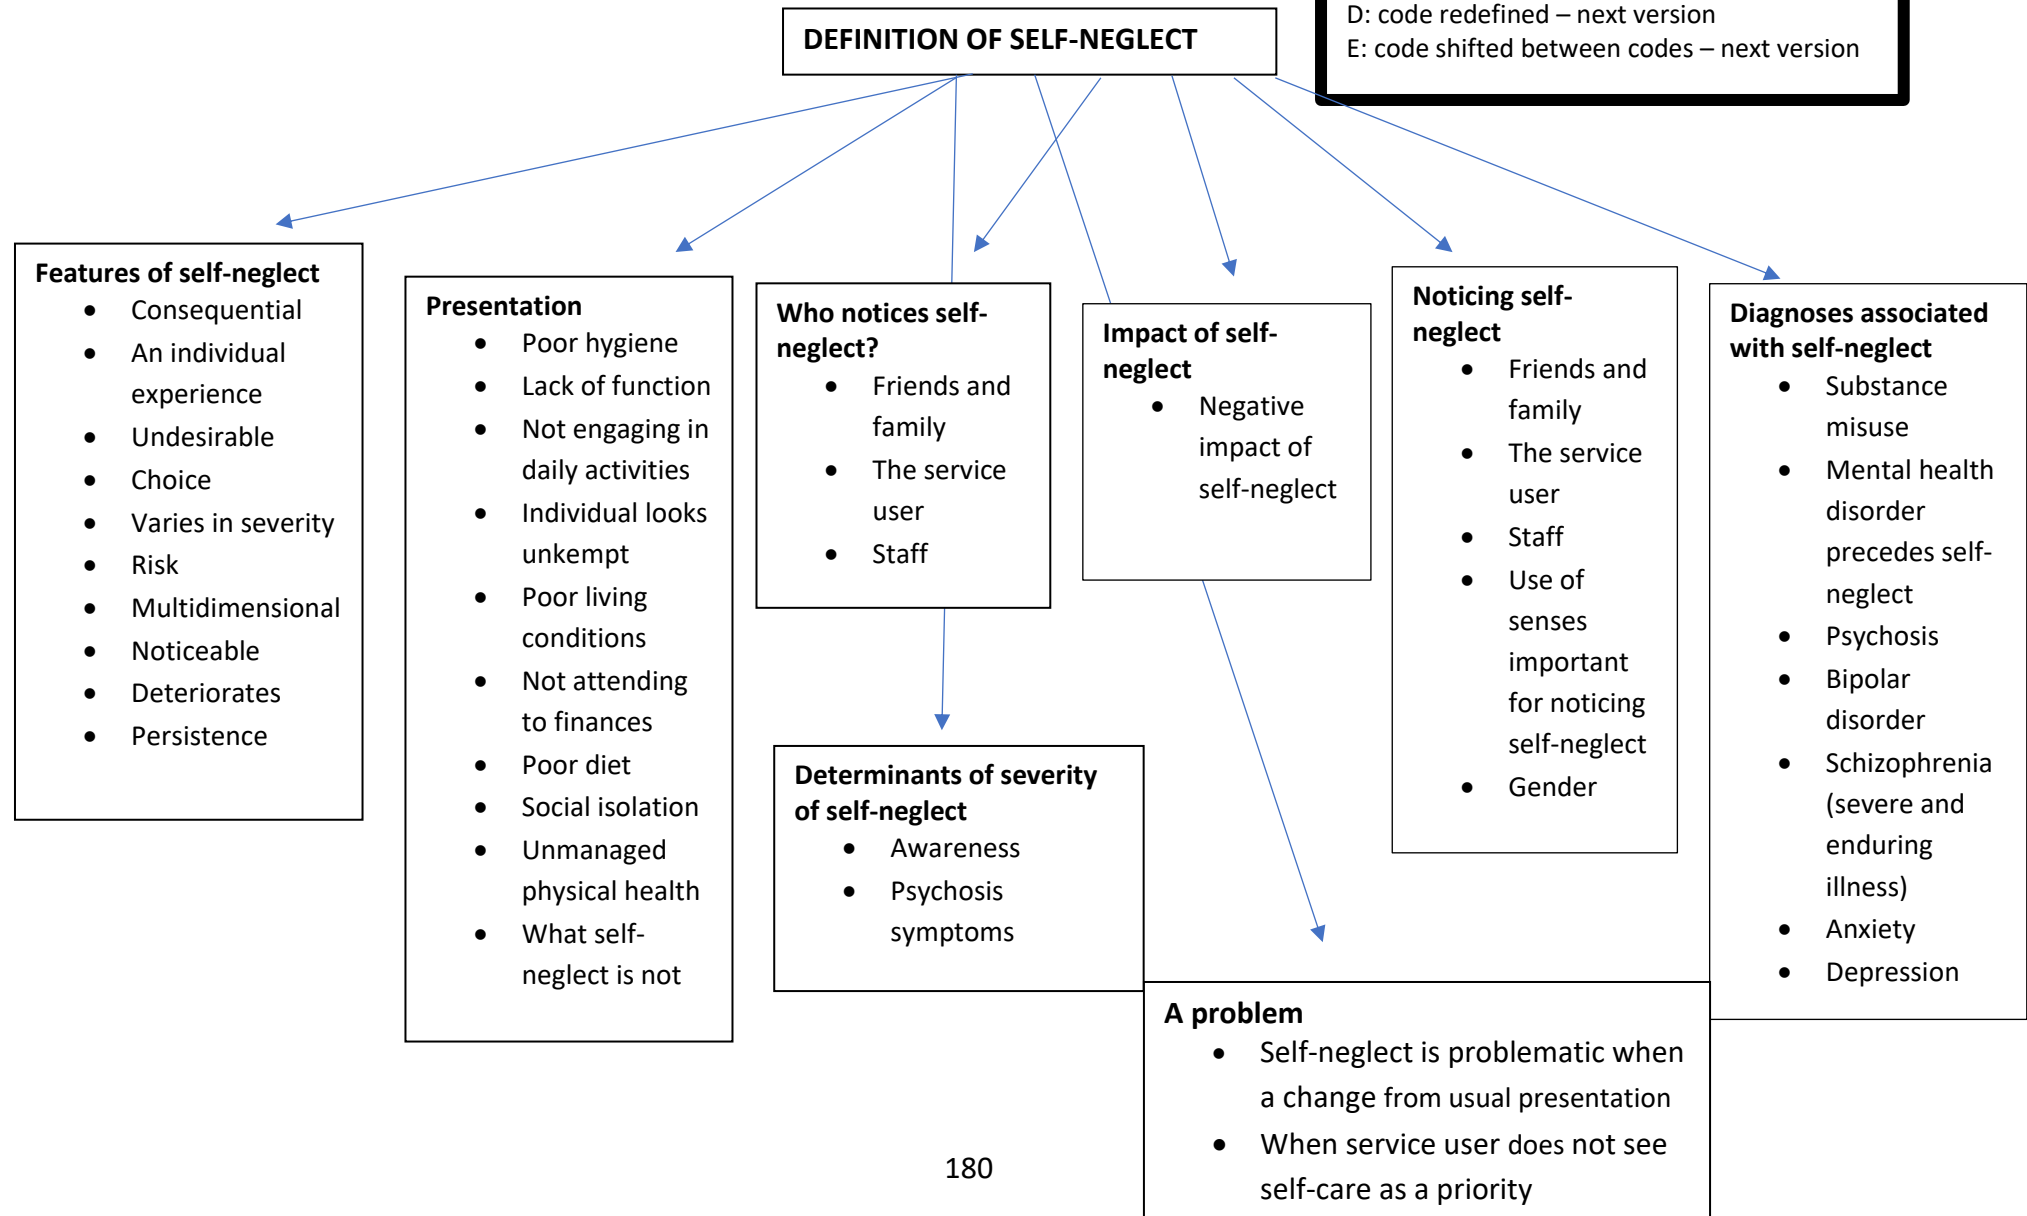 D: code redefined – next version
E: code shifted between codes – next version
DEFINITION OF SELF-NEGLECT
Features of self-neglect
• Consequential
• An individual
experience
• Undesirable
• Choice
• Varies in severity
• Risk
• Multidimensional
• Noticeable
• Deteriorates
• Persistence
Presentation
• Poor hygiene
• Lack of function
• Not engaging in
daily activities
• Individual looks
unkempt
• Poor living
conditions
• Not attending
to finances
• Poor diet
• Social isolation
• Unmanaged
physical health
• What self-
neglect is not
Who notices self-
neglect?
• Friends and
family
• The service
user
• Staff
Impact of self-
neglect
• Negative
impact of
self-neglect
Noticing self-
neglect
• Friends and
family
• The service
user
• Staff
• Use of
senses
important
for noticing
self-neglect
• Gender
Diagnoses associated
with self-neglect
• Substance
misuse
• Mental health
disorder
precedes self-
neglect
• Psychosis
• Bipolar
disorder
• Schizophrenia
(severe and
enduring
illness)
• Anxiety
• Depression
Determinants of severity
of self-neglect
• Awareness
• Psychosis
symptoms
A problem
• Self-neglect is problematic when
a change from usual presentation
• When service user does not see
self-care as a priority
180